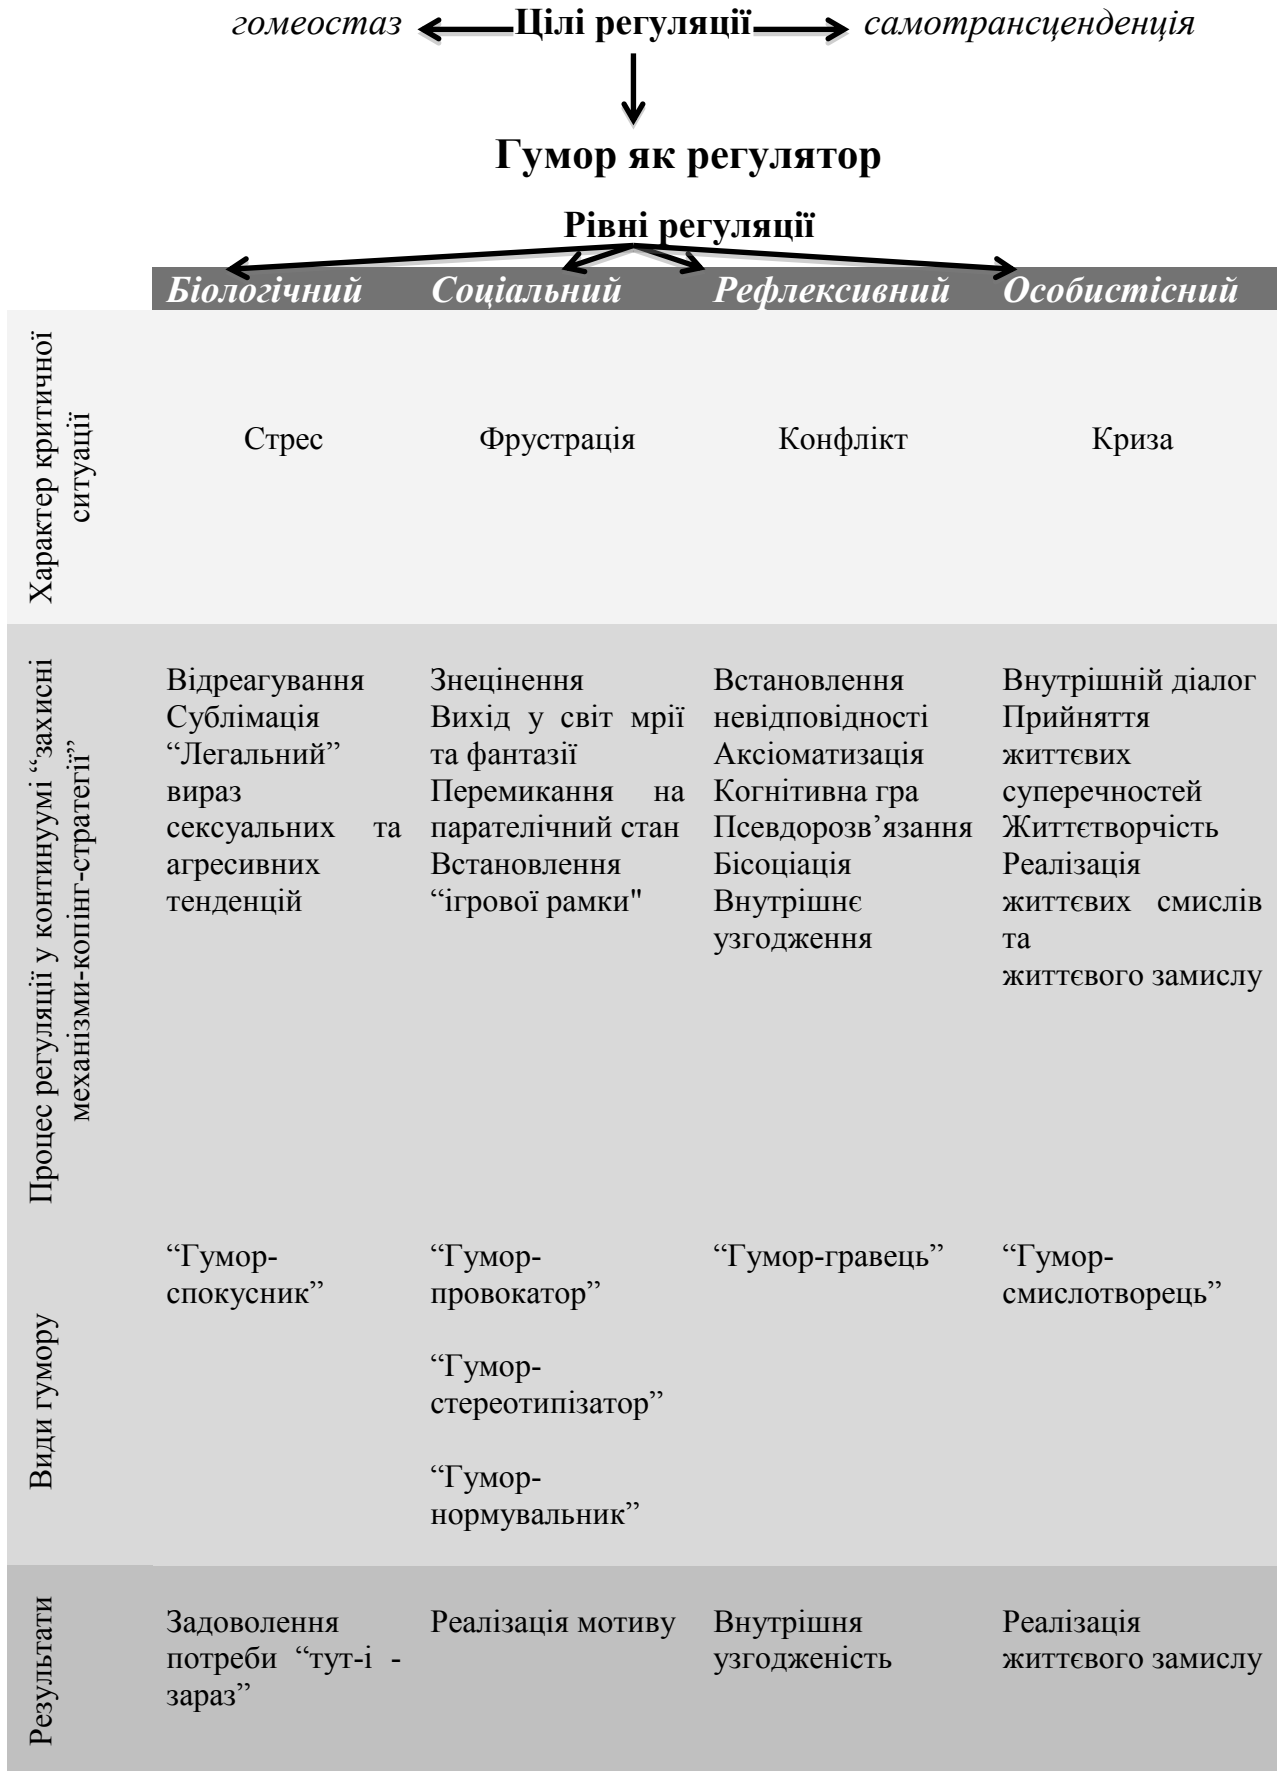 гомеостаз Цілі регуляції самотрансценденція
Гумор як регулятор
Рівні регуляції
Біологічний Соціальний Рефлексивний Особистісний
Характер критичної
ситуації
Стрес Фрустрація Конфлікт Криза
Процес регуляції у континуумі “захисні
механізми-копінг-стратегії”
Відреагування
Сублімація
“Легальний”
вираз
сексуальних та
агресивних
тенденцій
Знецінення
Вихід у світ мрії
та фантазії
Перемикання на
парателічний стан
Встановлення
“ігрової рамки"
Встановлення
невідповідності
Аксіоматизація
Когнітивна гра
Псевдорозв’язання
Бісоціація
Внутрішнє
узгодження
Внутрішній діалог
Прийняття
життєвих
суперечностей
Життєтворчість
Реалізація
життєвих смислів
та
життєвого замислу
Види гумору
“Гумор-
спокусник”
“Гумор-
провокатор”
“Гумор-
стереотипізатор”
“Гумор-
нормувальник”
“Гумор-гравець”
“Гумор-
смислотворець”
Результати
Задоволення
потреби “тут-і -
зараз”
Реалізація мотиву
Внутрішня
узгодженість
Реалізація
життєвого замислу